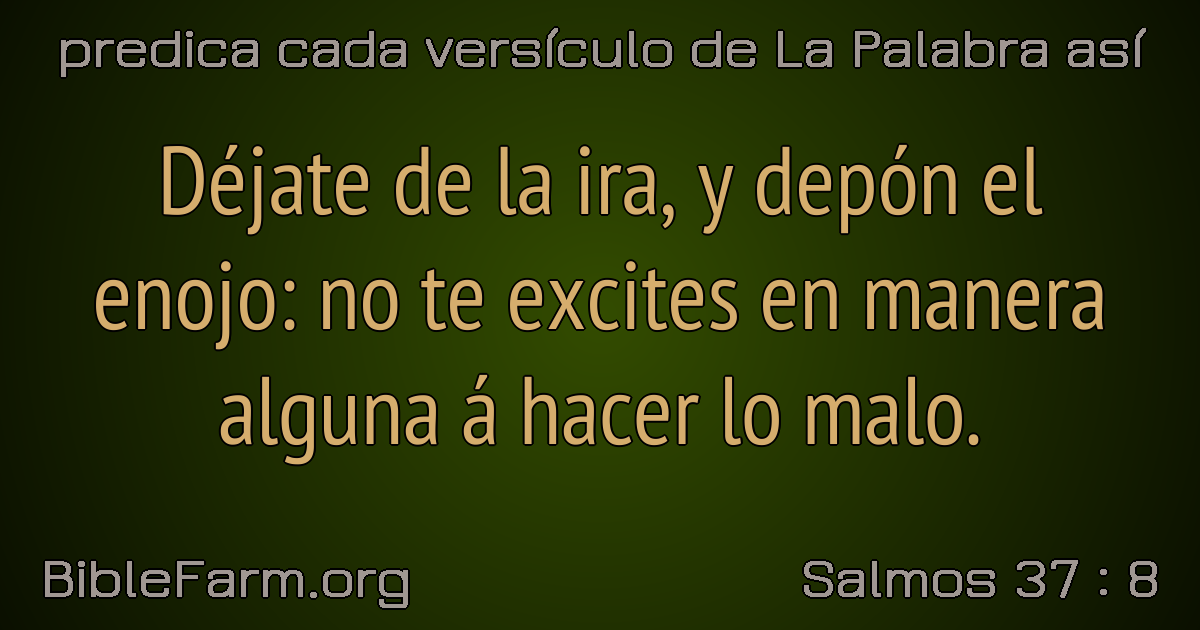 predica cada versículo de La Palabra así
Déjate de la ira, y depón el
enojo: no te excites en manera
alguna á hacer lo malo.
BibleFarm.org
Salmos 37 : 8